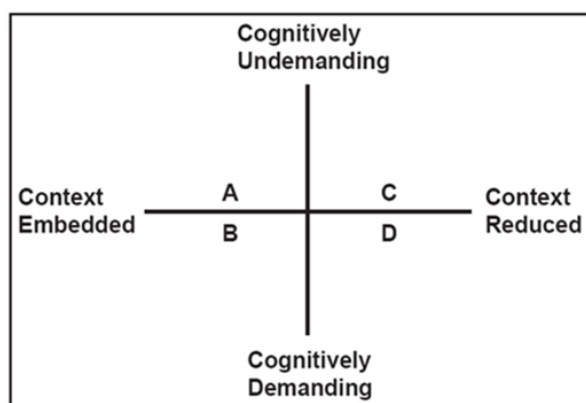 Cognitively
Undemanding
Context
Embedded
A
C
Context
Reduced
B
D
Cognitively
Demanding